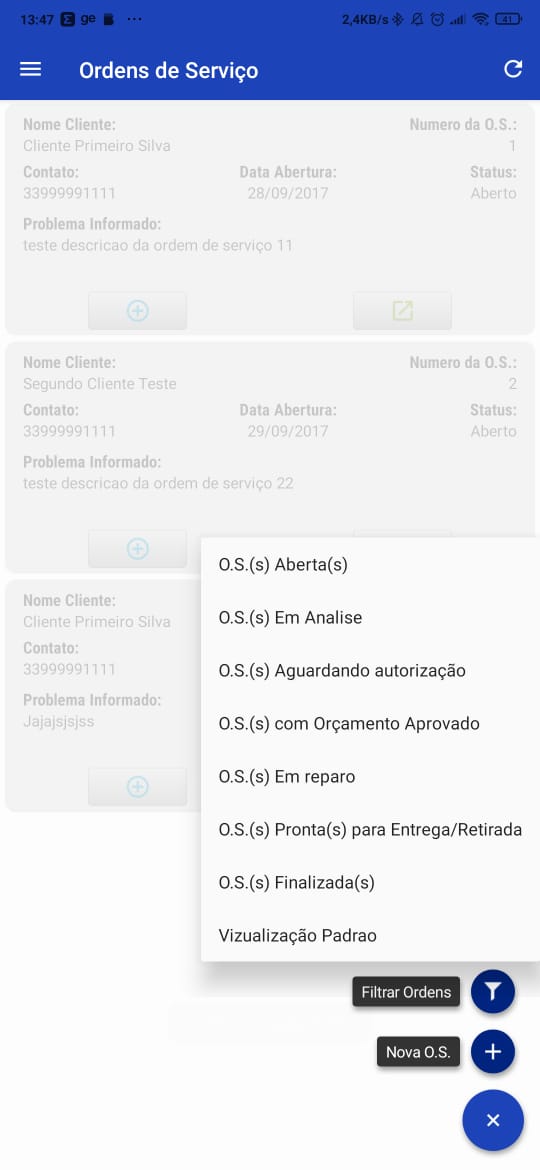 13:47 Σ ge ... 2,4KB/s 41
Ordens de Serviço
Nome Cliente: Numero da O.S.:
Cliente Primeiro Silva 1
Contato: Data Abertura: Status:
33999991111 28/09/2017 Aberto
Problema Informado:
teste descricao da ordem de serviço 11
Nome Cliente: Numero da O.S.:
Segundo Cliente Teste 2
Contato: Data Abertura: Status:
33999991111 29/09/2017 Aberto
Problema Informado:
teste descricao da ordem de serviço 22
Nome Cliente:
Cliente Primeiro Silva
Contato:
33999991111
Problema Informado:
Jajajsjsjss
O.S.(s) Aberta(s)
O.S.(s) Em Analise
O.S.(s) Aguardando autorização
O.S.(s) com Orçamento Aprovado
O.S.(s) Em reparo
O.S.(s) Pronta(s) para Entrega/Retirada
O.S.(s) Finalizada(s)
Vizualização Padrao
Filtrar Ordens
Nova O.S.